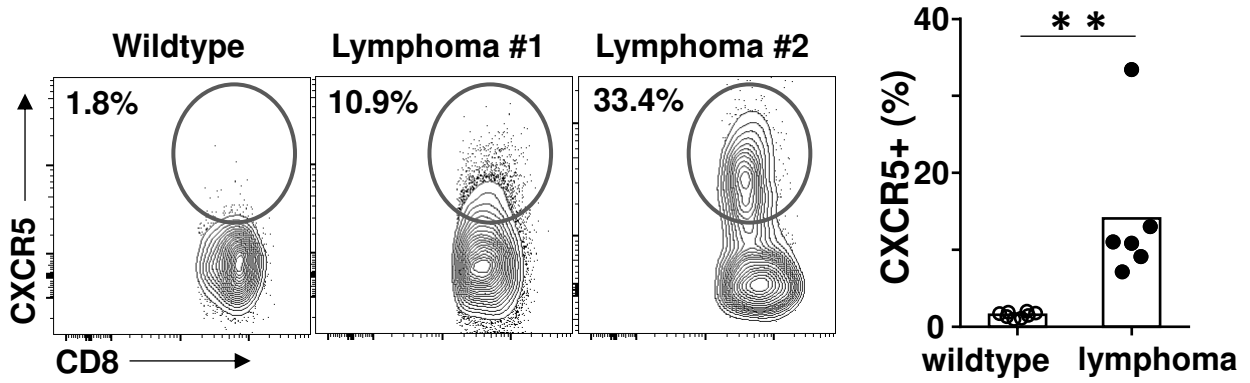 Wildtype
Lymphoma #1
Lymphoma #2
1.8%
10.9%
33.4%
CXCR5
CD8
* *
CXCR5+ (%)
40
20
0
wildtype
lymphoma